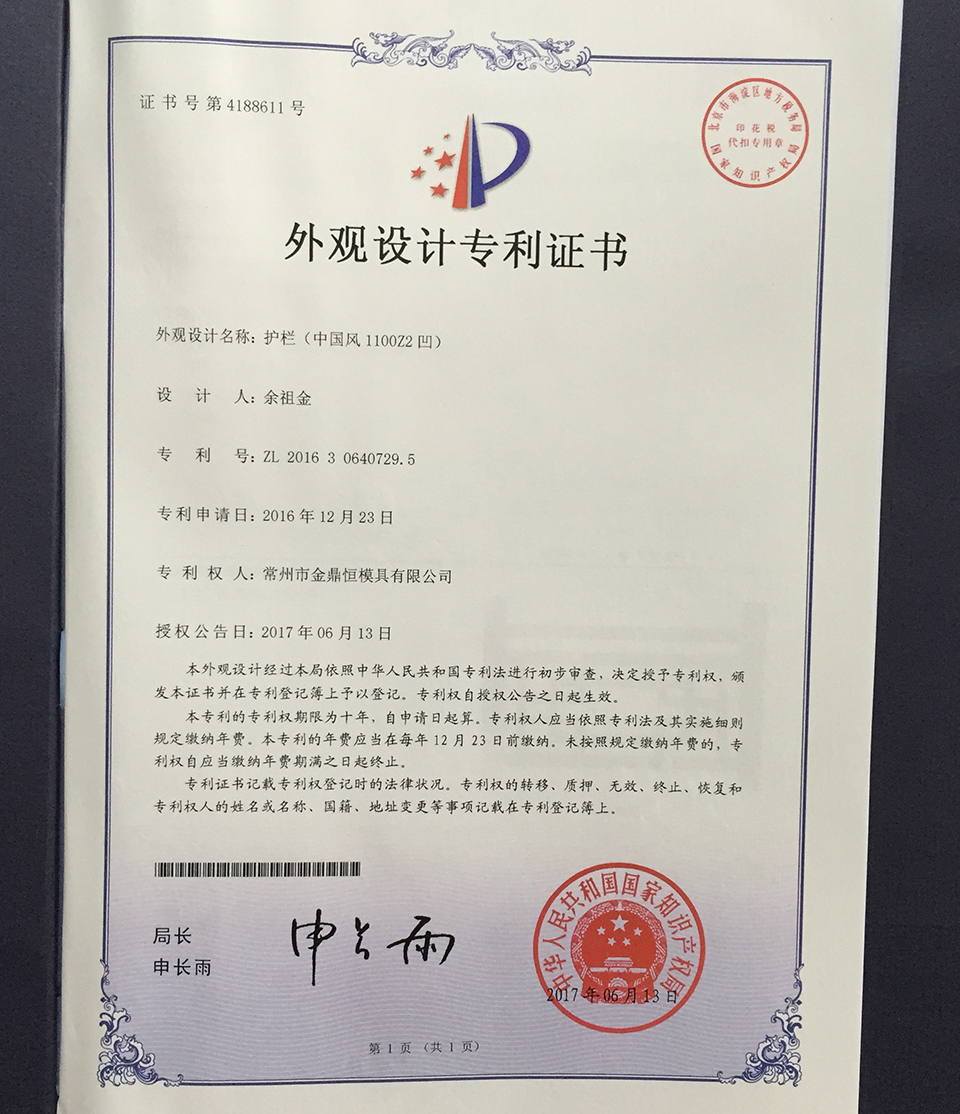 证书号第4188611号
北京市海淀区地方税务局
印花税
代扣专用章
国家知识产权局
外观设计专利证书
外观设计名称：护栏（中国风1100Z2凹）
设计人：余祖金
专利号：ZL 2016 3 0640729.5
专利申请日：2016年12月23日
专利权人：常州市金鼎恒模具有限公司
授权公告日：2017年06月13日
本外观设计经过本局依照中华人民共和国专利法进行初步审查，决定授予专利权，颁
发本证书并在专利登记簿上予以登记。专利权自授权公告之日起生效。
本专利的专利权期限为十年，自申请日起算。专利权人应当依照专利法及其实施细则
规定缴纳年费。本专利的年费应当在每年12月23日前缴纳。未按照规定缴纳年费的，专
利权自应当缴纳年费期满之日起终止。
专利证书记载专利权登记时的法律状况。专利权的转移、质押、无效、终止、恢复和
专利权人的姓名或名称、国籍、地址变更等事项记载在专利登记簿上。
局长
申长雨
申长雨
中华人民共和国国家知识产权局
2017年06月13日
第1页（共1页）